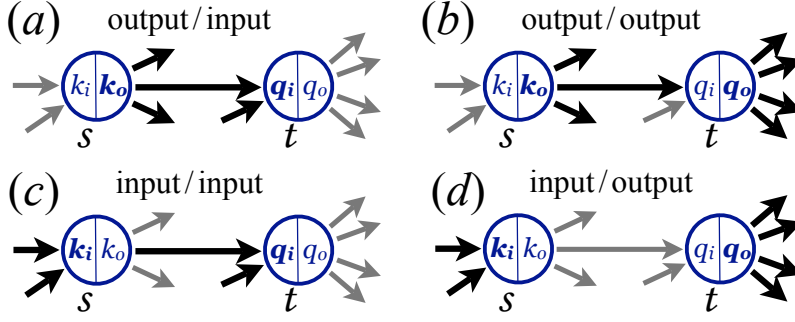 (a) output/input
k_i k_o q_i q_o
s t
(b) output/output
k_i k_o q_i q_o
s t
(c) input/input
k_i k_o q_i q_o
s t
(d) input/output
k_i k_o q_i q_o
s t